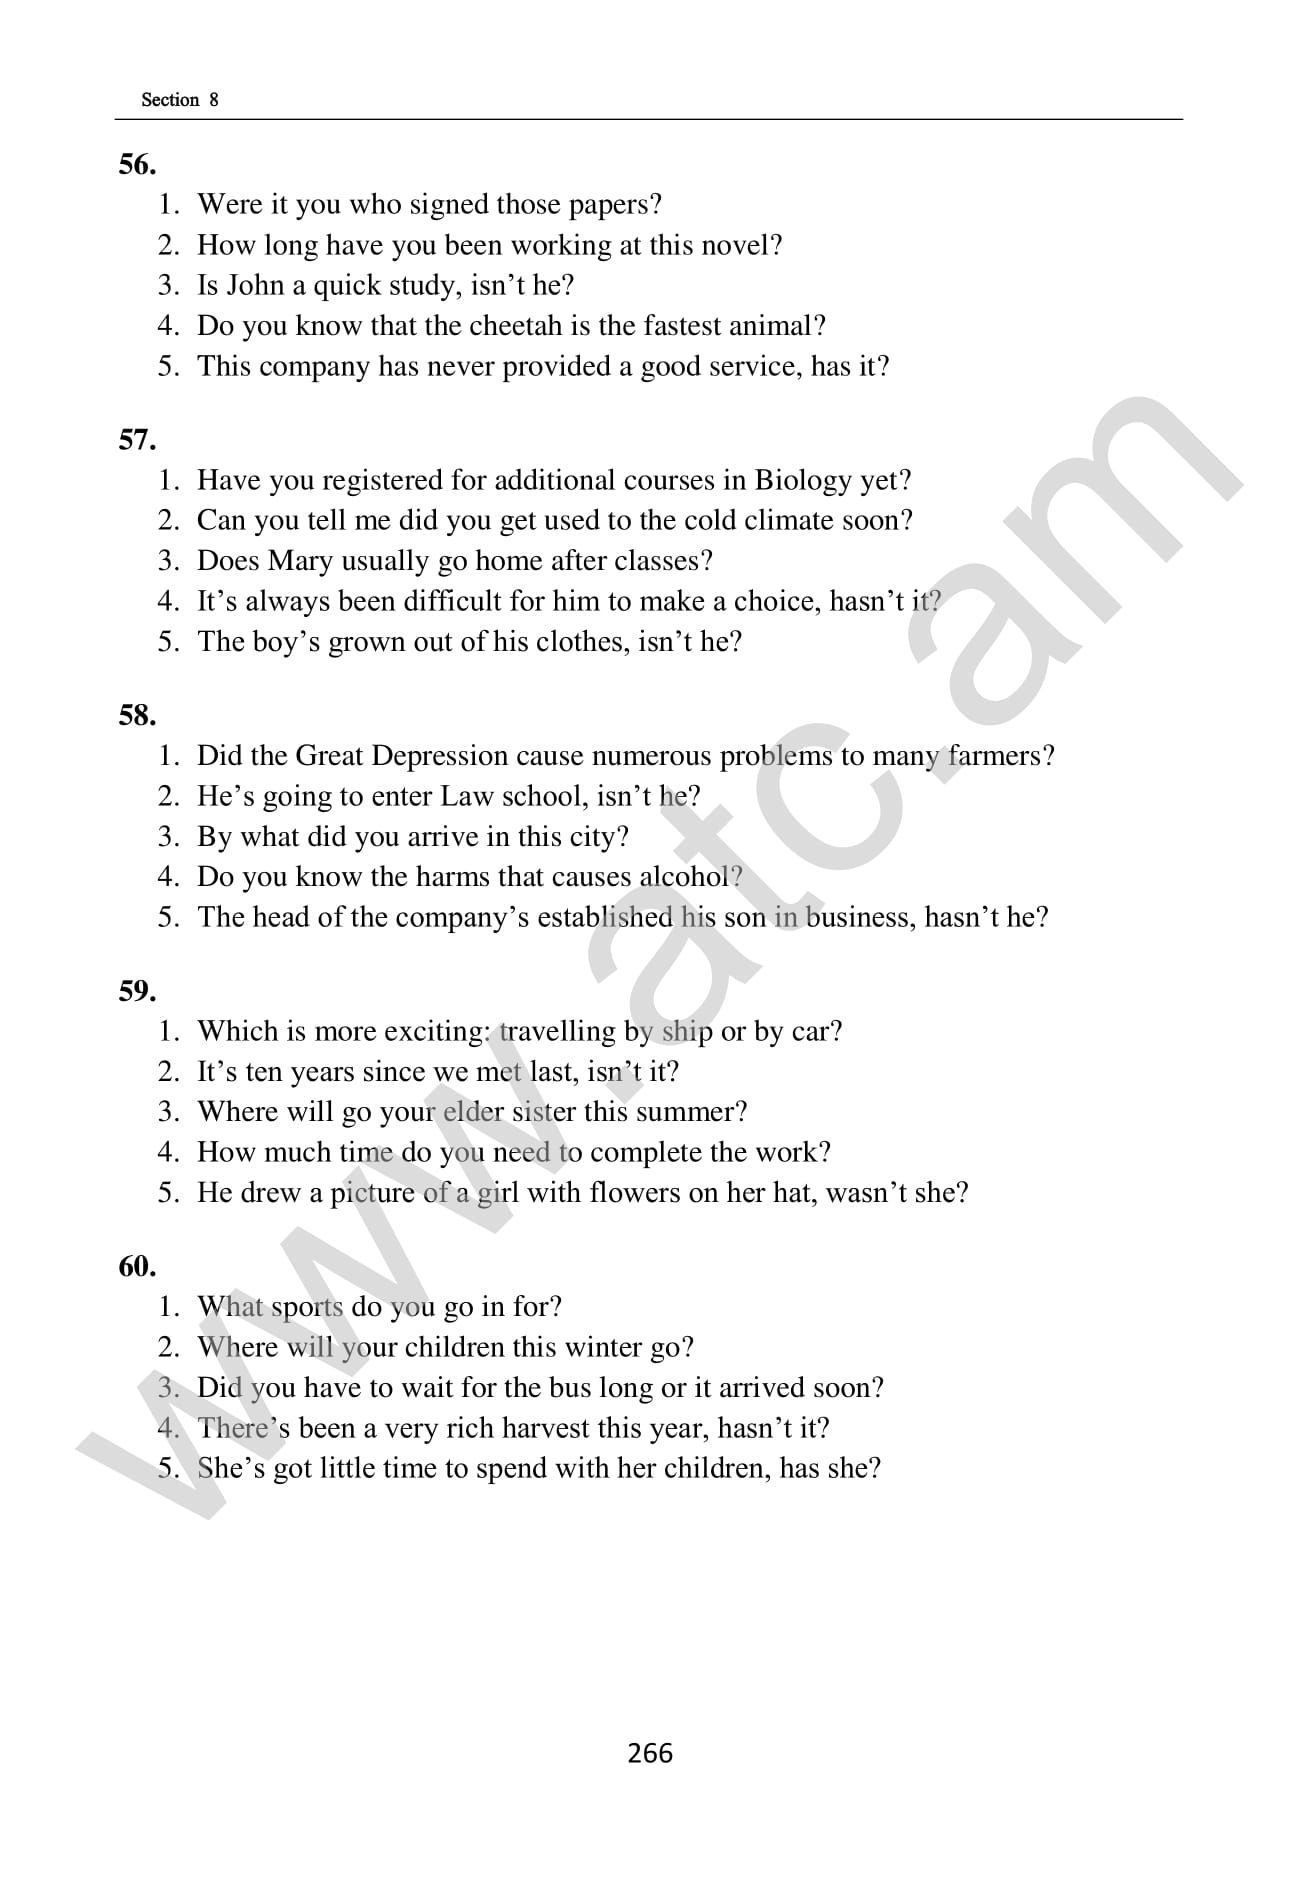 Section 8
56.
1. Were it you who signed those papers?
2. How long have you been working at this novel?
3. Is John a quick study, isn’t he?
4. Do you know that the cheetah is the fastest animal?
5. This company has never provided a good service, has it?
57.
1. Have you registered for additional courses in Biology yet?
2. Can you tell me did you get used to the cold climate soon?
3. Does Mary usually go home after classes?
4. It’s always been difficult for him to make a choice, hasn’t it?
5. The boy’s grown out of his clothes, isn’t he?
58.
1. Did the Great Depression cause numerous problems to many farmers?
2. He’s going to enter Law school, isn’t he?
3. By what did you arrive in this city?
4. Do you know the harms that causes alcohol?
5. The head of the company’s established his son in business, hasn’t he?
59.
1. Which is more exciting: travelling by ship or by car?
2. It’s ten years since we met last, isn’t it?
3. Where will go your elder sister this summer?
4. How much time do you need to complete the work?
5. He drew a picture of a girl with flowers on her hat, wasn’t she?
60.
1. What sports do you go in for?
2. Where will your children this winter go?
3. Did you have to wait for the bus long or it arrived soon?
4. There’s been a very rich harvest this year, hasn’t it?
5. She’s got little time to spend with her children, has she?
266
www.atc.am